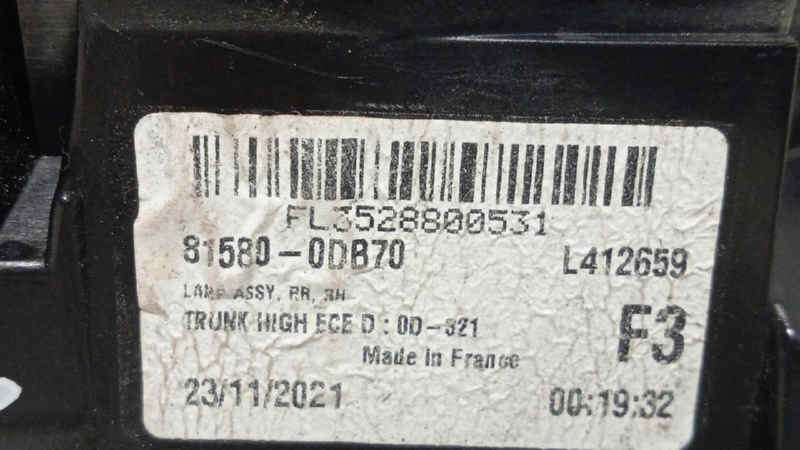 FL3528800531
81580-0DB70 L412659
LAMP ASSY, RR, RH
TRUNK HIGH ECE D : 0D-321 F3
Made in France
23/11/2021 00:19:32